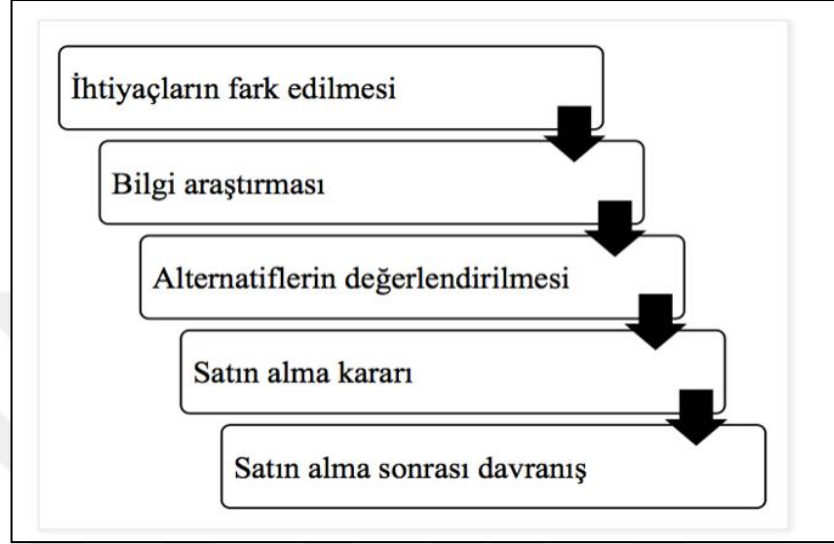 İhtiyaçların fark edilmesi
Bilgi araştırması
Alternatiflerin değerlendirilmesi
Satın alma kararı
Satın alma sonrası davranış